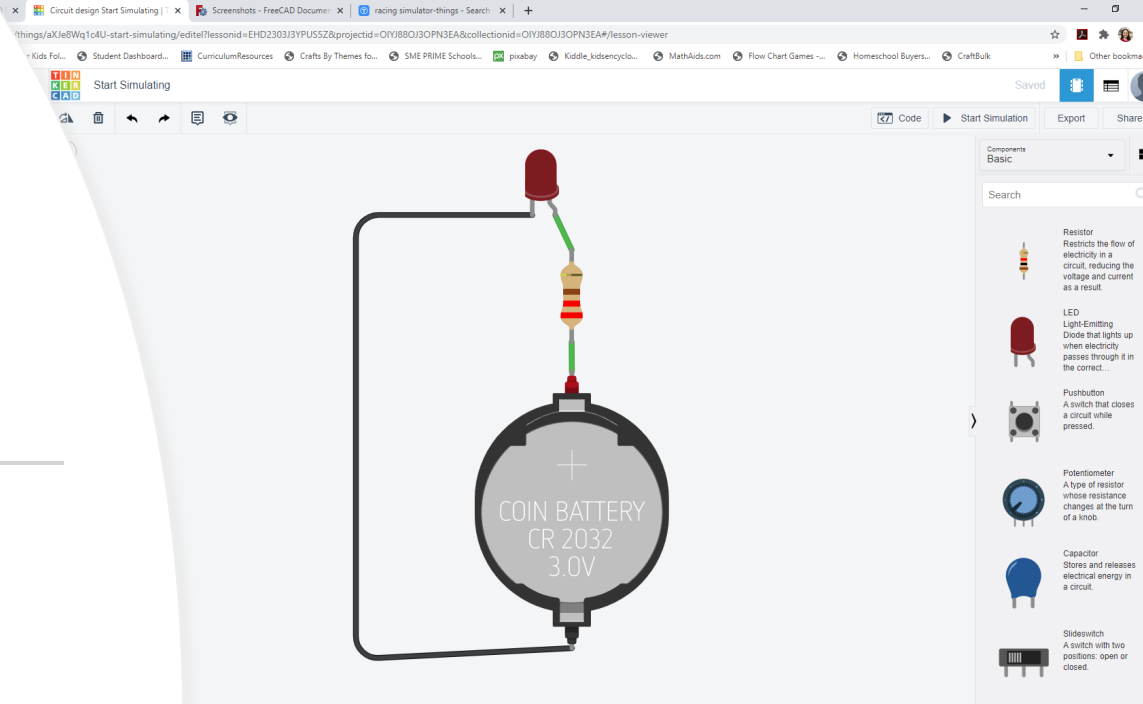 Circuit design Start Simulating | T
Screenshots - FreeCAD Documen
racing simulator-things - Search
/things/aXJe8Wq1c4U-start-simulating/editel?lessonid=EHD2303J3YPUS5Z&projectid=OIYJ88OJ3OPN3EA&collectionid=OIYJ88OJ3OPN3EA#/lesson-viewer
Kids Fol...
Student Dashboard...
CurriculumResources
Crafts By Themes fo...
SME PRIME Schools...
px pixabay
Kiddle_kidsencyclo...
MathAids.com
Flow Chart Games -...
Homeschool Buyers...
CraftBulk
»
Other bookma
TIN
KER
CAD
Start Simulating
Saved
Code
Start Simulation
Export
Share
Components
Basic
Search
Resistor
Restricts the flow of
electricity in a
circuit, reducing the
voltage and current
as a result.
LED
Light-Emitting
Diode that lights up
when electricity
passes through it in
the correct...
Pushbutton
A switch that closes
a circuit while
pressed.
Potentiometer
A type of resistor
whose resistance
changes at the turn
of a knob.
Capacitor
Stores and releases
electrical energy in
a circuit.
Slideswitch
A switch with two
positions: open or
closed.
COIN BATTERY
CR 2032
3.0V